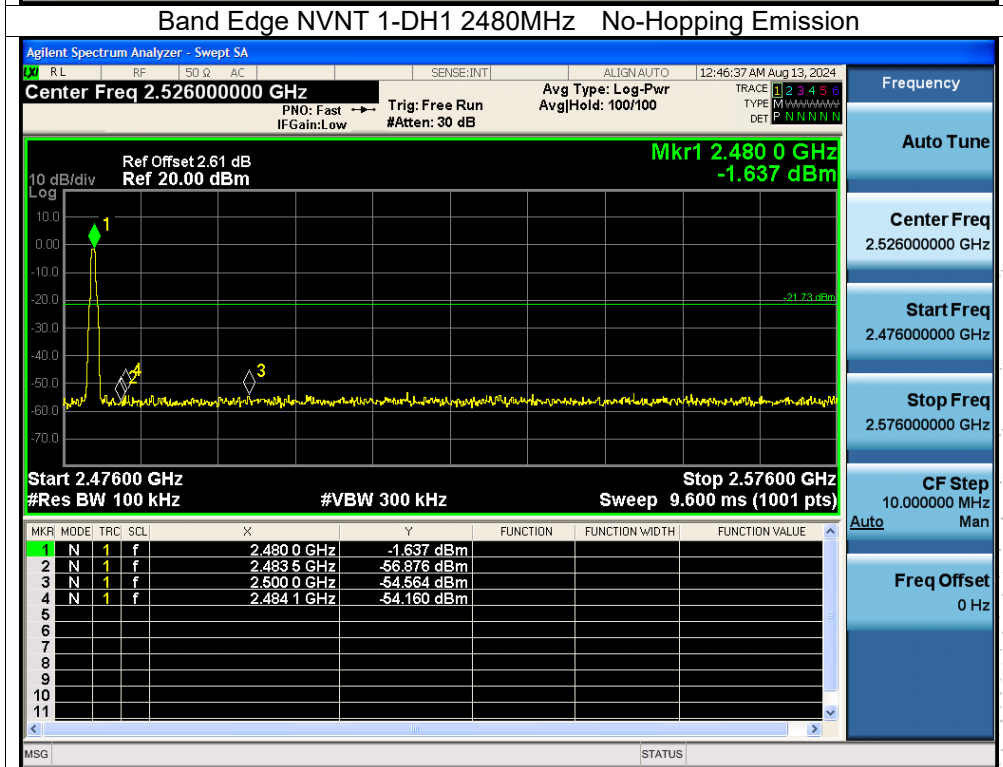 Band Edge NVNT 1-DH1 2480MHz No-Hopping Emission
Agilent Spectrum Analyzer - Swept SA
LXI RL RF 50 Ω AC SENSE:INT ALIGN AUTO 12:46:37 AM Aug 13, 2024
Center Freq 2.526000000 GHz
PNO: Fast
IFGain:Low
Trig: Free Run
#Atten: 30 dB
Avg Type: Log-Pwr
Avg|Hold: 100/100
TRACE 1 2 3 4 5 6
TYPE MWWWWW
DET P N N N N N
Ref Offset 2.61 dB
10 dB/div Ref 20.00 dBm
Log
Mkr1 2.480 0 GHz
-1.637 dBm
10.0
0.00
-10.0
-20.0
-30.0
-40.0
-50.0
-60.0
-70.0
1
-21.73 dBm
4
2
3
Start 2.47600 GHz Stop 2.57600 GHz
#Res BW 100 kHz #VBW 300 kHz Sweep 9.600 ms (1001 pts)
MKR MODE TRC SCL X Y FUNCTION FUNCTION WIDTH FUNCTION VALUE
1 N 1 f 2.480 0 GHz -1.637 dBm
2 N 1 f 2.483 5 GHz -56.876 dBm
3 N 1 f 2.500 0 GHz -54.564 dBm
4 N 1 f 2.484 1 GHz -54.160 dBm
5
6
7
8
9
10
11
MSG STATUS
Frequency
Auto Tune
Center Freq
2.526000000 GHz
Start Freq
2.476000000 GHz
Stop Freq
2.576000000 GHz
CF Step
10.000000 MHz
Auto Man
Freq Offset
0 Hz